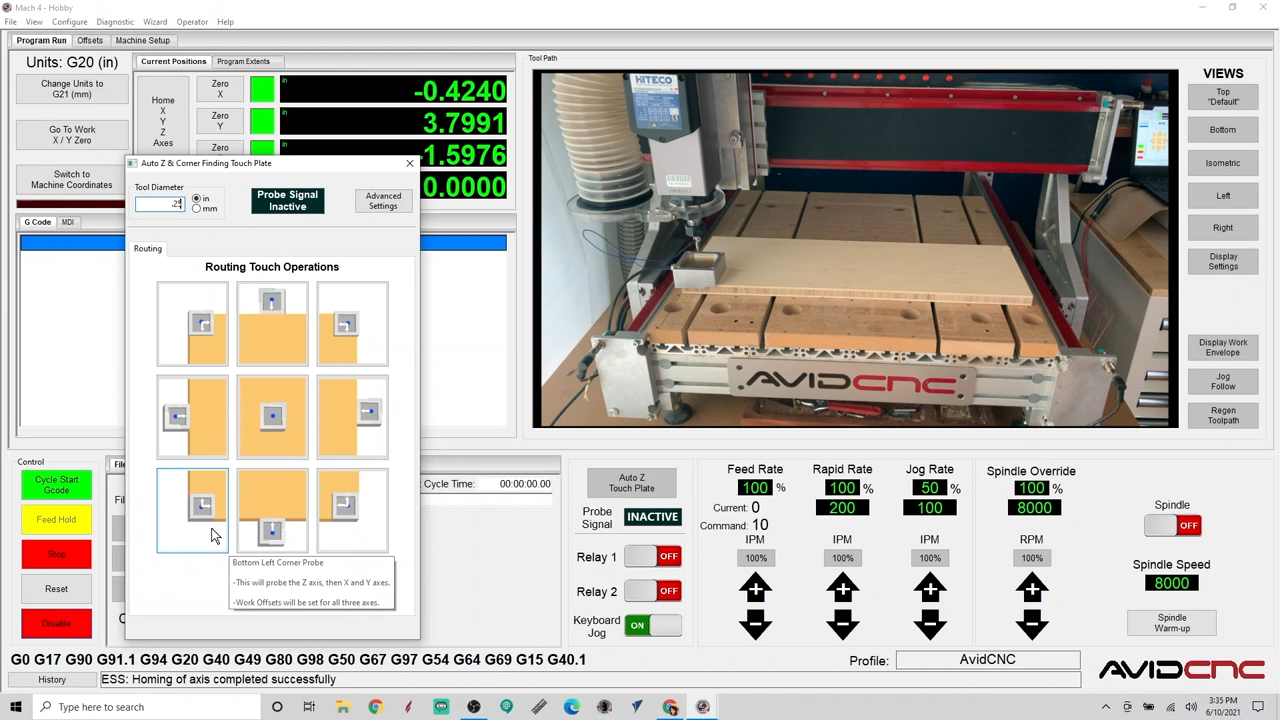 Mach 4 - Hobby
File View Configure Diagnostic Wizard Operator Help
Program Run Offsets Machine Setup
Units: G20 (in)
Change Units to
G21 (mm)
Go To Work
X / Y Zero
Switch to
Machine Coordinates
Current Positions Program Extents
Home
X
Y
Z
Axes
Zero
X
in
-0.4240
Zero
Y
in
3.7991
Zero
in
1.5976
0.0000
G Code MDI
Auto Z & Corner Finding Touch Plate
Tool Diameter
in
mm
Probe Signal
Inactive
Advanced
Settings
Routing
Routing Touch Operations
Bottom Left Corner Probe
-This will probe the Z axis, then X and Y axes.
-Work Offsets will be set for all three axes.
Tool Path
HITECO
AVIDCNC
VIEWS
Top
"Default"
Bottom
Isometric
Left
Right
Display
Settings
Display Work
Envelope
Jog
Follow
Regen
Toolpath
Control
Cycle Start
Gcode
Feed Hold
Stop
Reset
Disable
Cycle Time: 00:00:00.00
Auto Z
Touch Plate
Probe
Signal
INACTIVE
Relay 1 OFF
Relay 2 OFF
Keyboard
Jog
ON
Feed Rate
100 %
Current: 0
Command: 10
IPM
100%
Rapid Rate
100 %
200
IPM
100%
Jog Rate
50 %
100
IPM
100%
Spindle Override
100 %
8000
RPM
100%
Spindle
OFF
Spindle Speed
8000
Spindle
Warm-up
G0 G17 G90 G91.1 G94 G20 G40 G49 G80 G98 G50 G67 G97 G54 G64 G69 G15 G40.1
Profile: AvidCNC
AVIDCNC
History
ESS: Homing of axis completed successfully
Type here to search
3:35 PM
6/10/2021